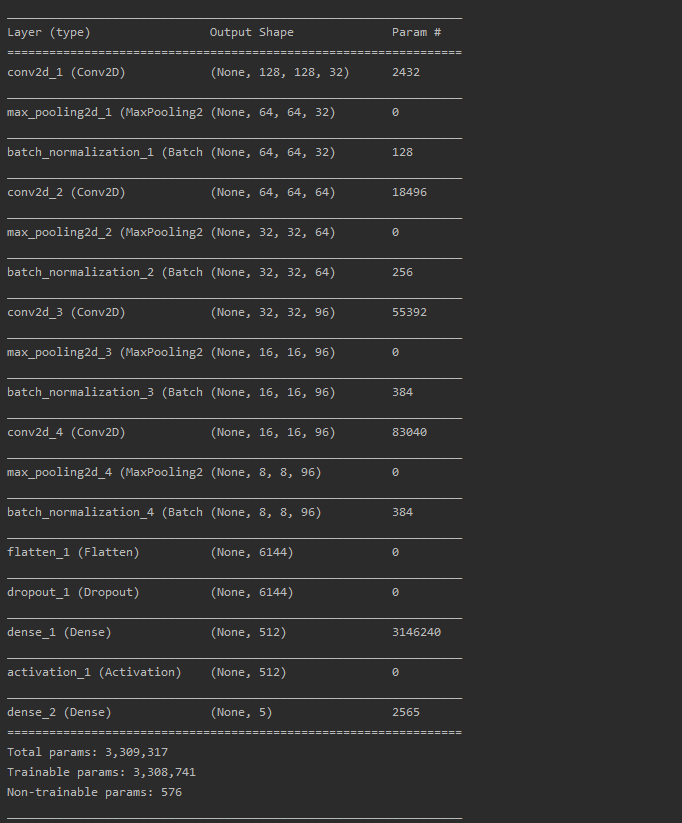 Layer (type) Output Shape Param #
=================================================================
conv2d_1 (Conv2D) (None, 128, 128, 32) 2432
max_pooling2d_1 (MaxPooling2 (None, 64, 64, 32) 0
batch_normalization_1 (Batch (None, 64, 64, 32) 128
conv2d_2 (Conv2D) (None, 64, 64, 64) 18496
max_pooling2d_2 (MaxPooling2 (None, 32, 32, 64) 0
batch_normalization_2 (Batch (None, 32, 32, 64) 256
conv2d_3 (Conv2D) (None, 32, 32, 96) 55392
max_pooling2d_3 (MaxPooling2 (None, 16, 16, 96) 0
batch_normalization_3 (Batch (None, 16, 16, 96) 384
conv2d_4 (Conv2D) (None, 16, 16, 96) 83040
max_pooling2d_4 (MaxPooling2 (None, 8, 8, 96) 0
batch_normalization_4 (Batch (None, 8, 8, 96) 384
flatten_1 (Flatten) (None, 6144) 0
dropout_1 (Dropout) (None, 6144) 0
dense_1 (Dense) (None, 512) 3146240
activation_1 (Activation) (None, 512) 0
dense_2 (Dense) (None, 5) 2565
=================================================================
Total params: 3,309,317
Trainable params: 3,308,741
Non-trainable params: 576